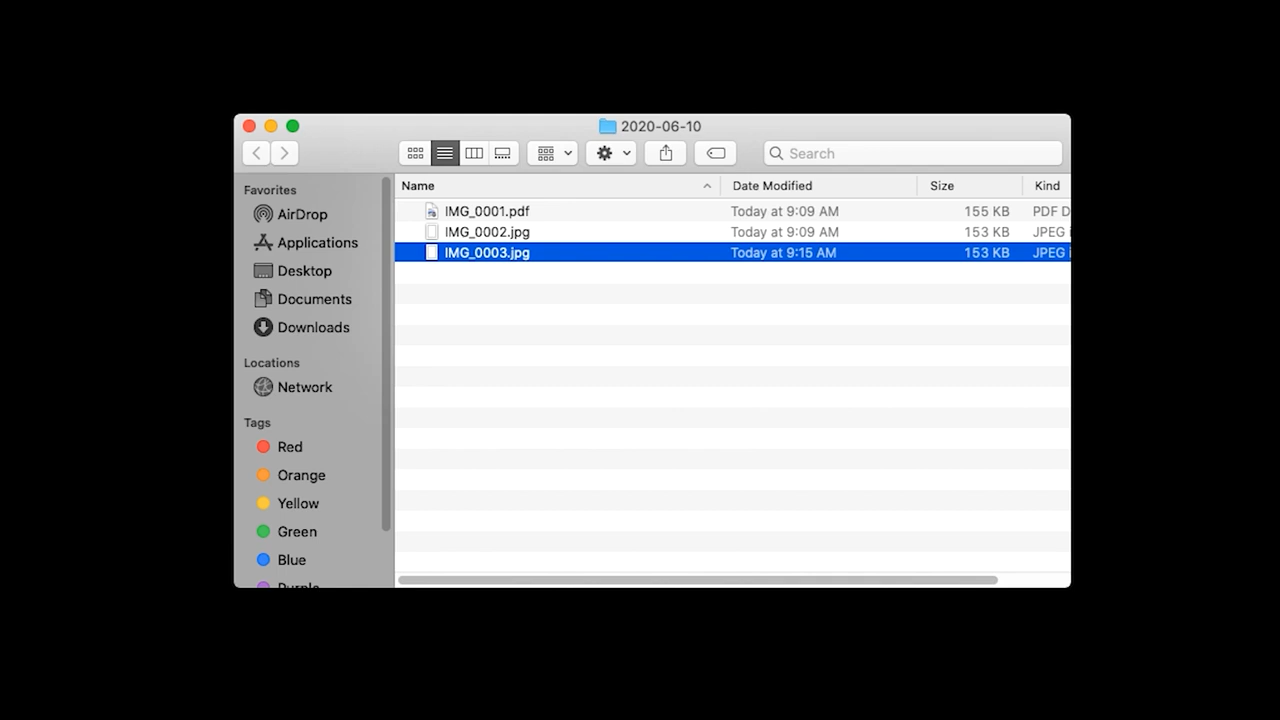 2020-06-10
Search
Favorites
AirDrop
Applications
Desktop
Documents
Downloads
Locations
Network
Tags
Red
Orange
Yellow
Green
Blue
Purple
Name Date Modified Size Kind
IMG_0001.pdf Today at 9:09 AM 155 KB PDF D
IMG_0002.jpg Today at 9:09 AM 153 KB JPEG i
IMG_0003.jpg Today at 9:15 AM 153 KB JPEG i